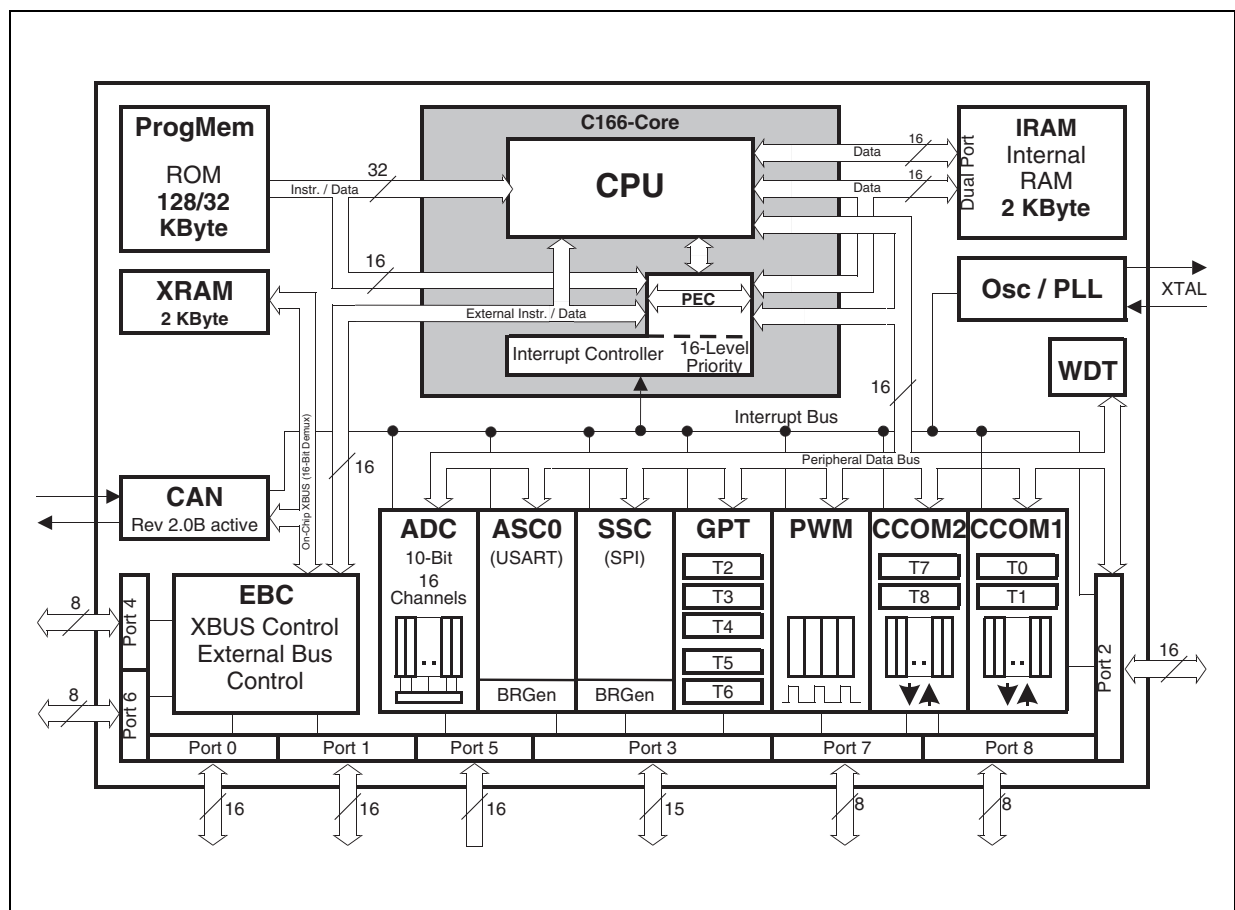 ProgMem
ROM
128/32
KByte
C166-Core
CPU
IRAM
Internal
RAM
2 KByte
Dual Port
16
Data
16
Data
32
Instr. / Data
16
XRAM
2 KByte
PEC
External Instr. / Data
Interrupt Controller
16-Level
Priority
Osc / PLL
XTAL
WDT
16
Interrupt Bus
Peripheral Data Bus
On-Chip XBUS (16-Bit Demux)
16
CAN
Rev 2.0B active
EBC
XBUS Control
External Bus
Control
ADC
10-Bit
16
Channels
ASC0
(USART)
BRGen
SSC
(SPI)
BRGen
GPT
T2
T3
T4
T5
T6
PWM
CCOM2
T7
T8
CCOM1
T0
T1
8
Port 4
8
Port 6
Port 2
16
Port 0
Port 1
Port 5
Port 3
Port 7
Port 8
16
16
16
15
8
8